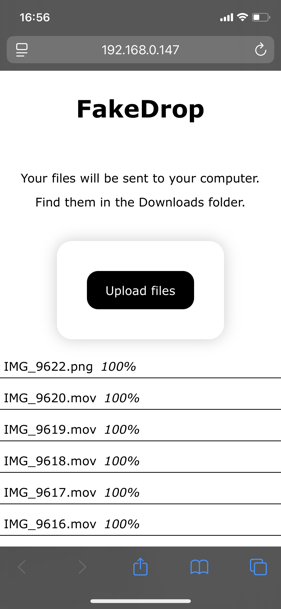 16:56
192.168.0.147
FakeDrop
Your files will be sent to your computer.
Find them in the Downloads folder.
Upload files
IMG_9622.png 100%
IMG_9620.mov 100%
IMG_9619.mov 100%
IMG_9618.mov 100%
IMG_9617.mov 100%
IMG_9616.mov 100%